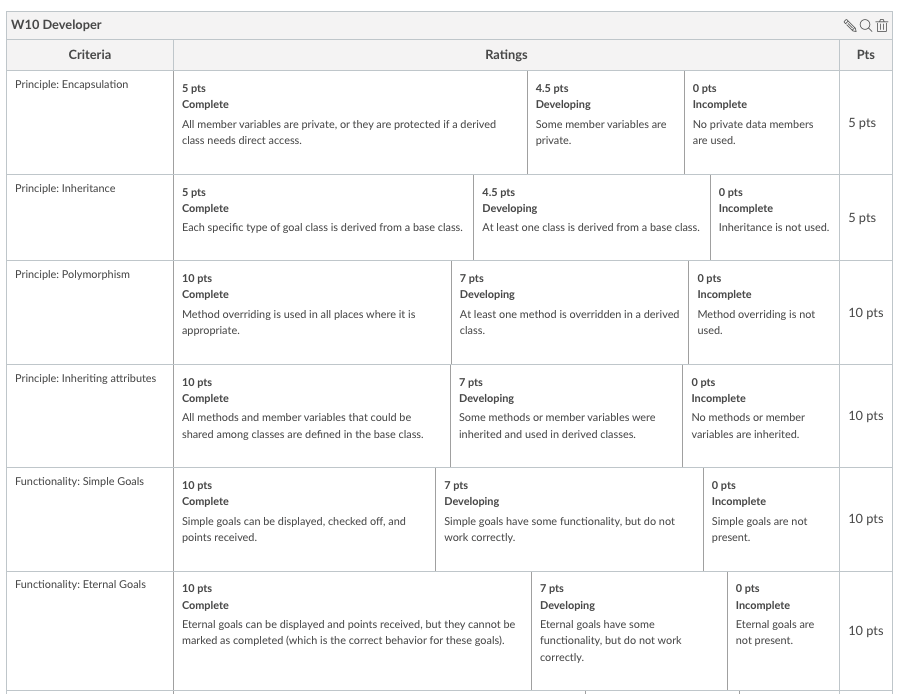 W10 Developer
Criteria
Ratings
Pts
Principle: Encapsulation
5 pts
Complete
All member variables are private, or they are protected if a derived
class needs direct access.
4.5 pts
Developing
Some member variables are
private.
0 pts
Incomplete
No private data members
are used.
5 pts
Principle: Inheritance
5 pts
Complete
Each specific type of goal class is derived from a base class.
4.5 pts
Developing
At least one class is derived from a base class.
0 pts
Incomplete
Inheritance is not used.
5 pts
Principle: Polymorphism
10 pts
Complete
Method overriding is used in all places where it is
appropriate.
7 pts
Developing
At least one method is overridden in a derived
class.
0 pts
Incomplete
Method overriding is not
used.
10 pts
Principle: Inheriting attributes
10 pts
Complete
All methods and member variables that could be
shared among classes are defined in the base class.
7 pts
Developing
Some methods or member variables were
inherited and used in derived classes.
0 pts
Incomplete
No methods or member
variables are inherited.
10 pts
Functionality: Simple Goals
10 pts
Complete
Simple goals can be displayed, checked off, and
points received.
7 pts
Developing
Simple goals have some functionality, but do not
work correctly.
0 pts
Incomplete
Simple goals are not
present.
10 pts
Functionality: Eternal Goals
10 pts
Complete
Eternal goals can be displayed and points received, but they cannot be
marked as completed (which is the correct behavior for these goals).
7 pts
Developing
Eternal goals have some
functionality, but do not work
correctly.
0 pts
Incomplete
Eternal goals are
not present.
10 pts